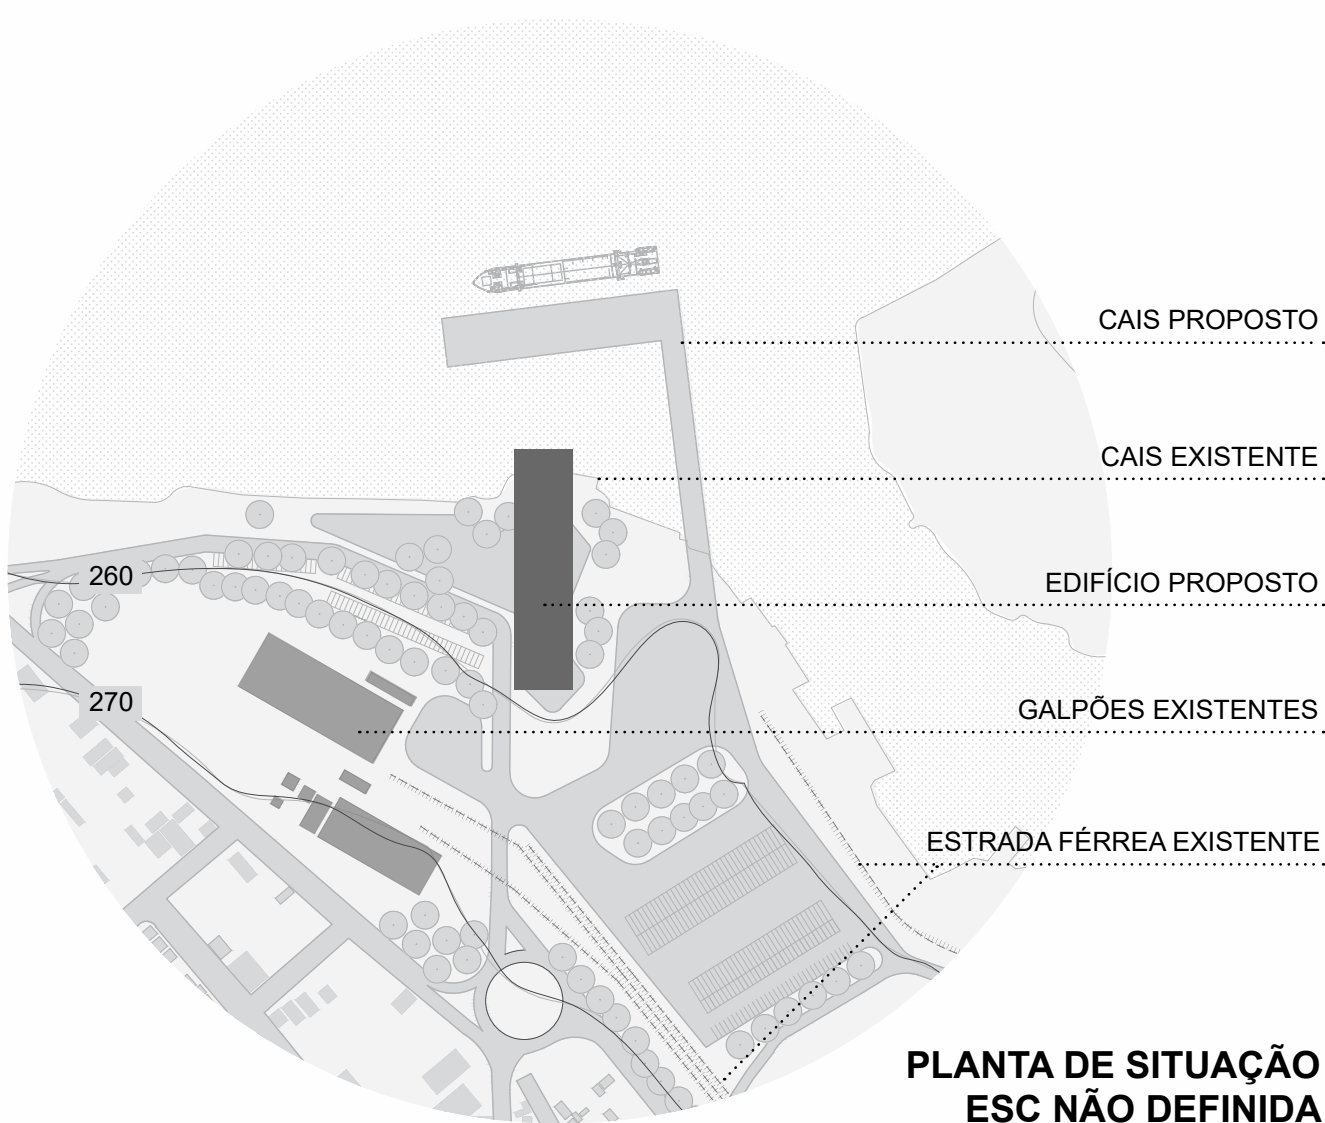 CAIS PROPOSTO
CAIS EXISTENTE
260
EDIFÍCIO PROPOSTO
270
GALPÕES EXISTENTES
ESTRADA FÉRREA EXISTENTE
PLANTA DE SITUAÇÃO
ESC NÃO DEFINIDA